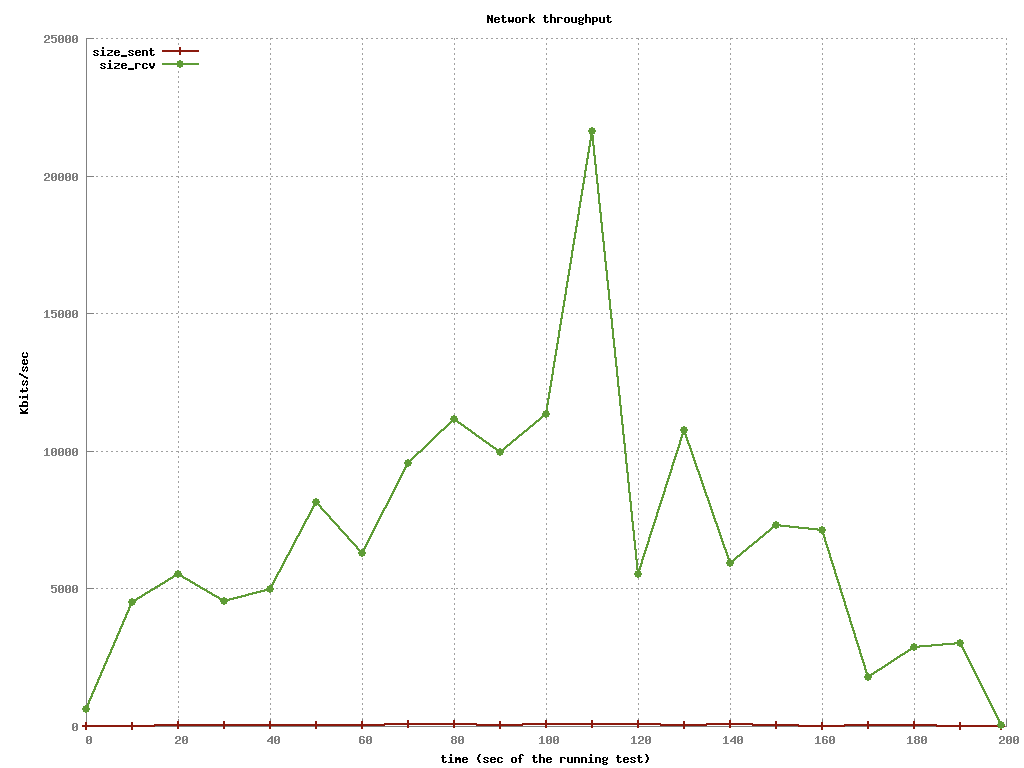 Network throughput
25000
size_sent
size_rcv
20000
15000
Kbits/sec
10000
5000
0
0 20 40 60 80 100 120 140 160 180 200
time (sec of the running test)